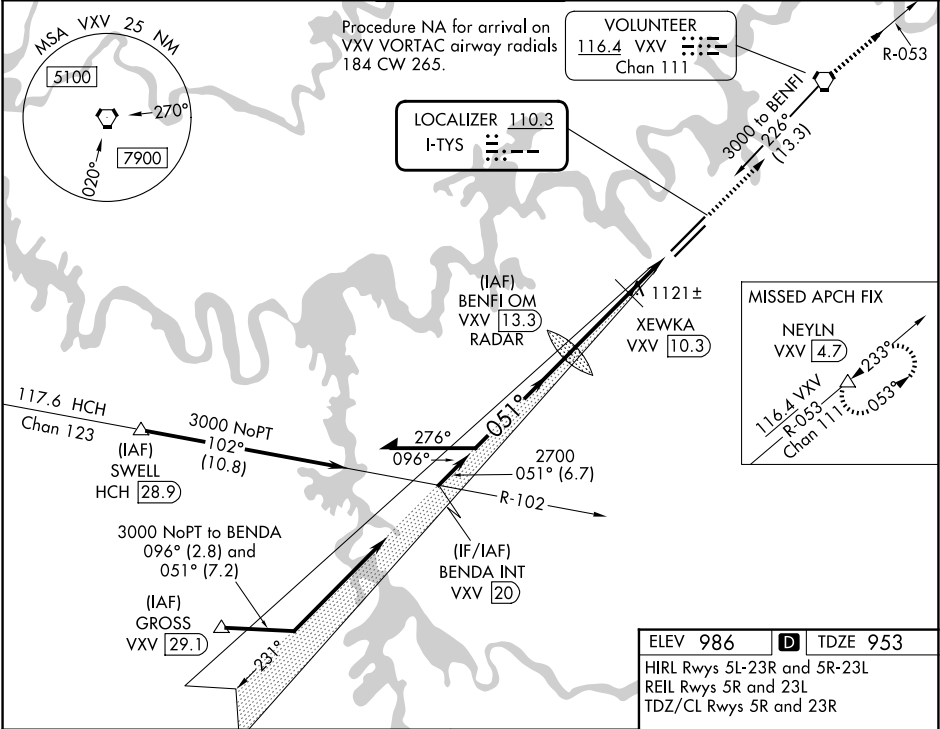 MSA VXV 25 NM
5100
270°
7900
020°
Procedure NA for arrival on
VXV VORTAC airway radials
184 CW 265.
VOLUNTEER
116.4 VXV
Chan 111
R-053
LOCALIZER 110.3
I-TYS
3000 to BENFI
226°
(13.3)
(IAF)
BENFI OM
VXV 13.3
RADAR
1121±
XEWKA
VXV 10.3
MISSED APCH FIX
NEYLN
VXV 4.7
233°
053°
116.4 VXV
R-053
Chan 111
117.6 HCH
Chan 123
3000 NoPT
102°
(10.8)
(IAF)
SWELL
HCH 28.9
276°
096°
051°
2700
051° (6.7)
R-102
3000 NoPT to BENDA
096° (2.8) and
051° (7.2)
(IF/IAF)
BENDA INT
VXV 20
(IAF)
GROSS
VXV 29.1
231°
ELEV 986 D TDZE 953
HIRL Rwys 5L-23R and 5R-23L
REIL Rwys 5R and 23L
TDZ/CL Rwys 5R and 23R